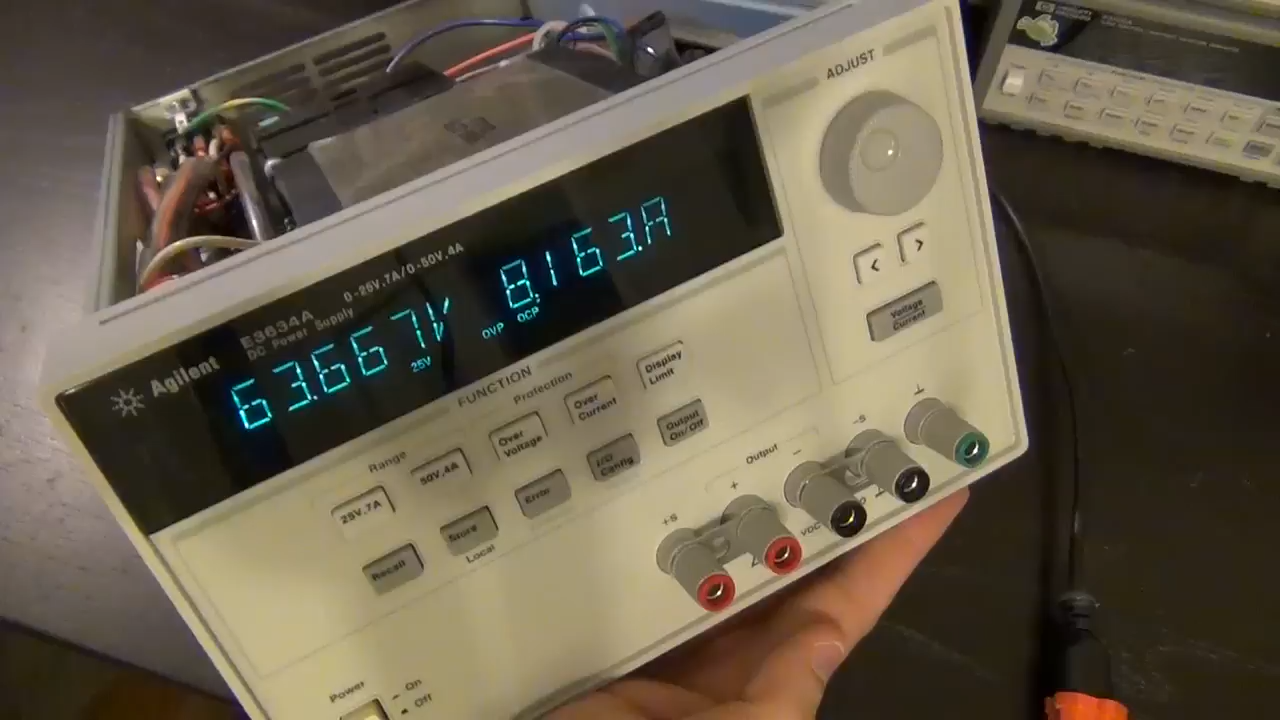 ADJUST
Agilent
E3634A
DC Power Supply
0-25V.7A/0-50V.4A
63.667V
8.163.A
25V
OVP OCP
< >
Voltage
Current
FUNCTION
Range
Protection
25V.7A
50V.4A
Over
Voltage
Over
Current
Display
Limit
Recall
Store
Local
Error
I/O
Config
Output
On/Off
Output
+S
+
-
-S
VDC
Power
On
Off